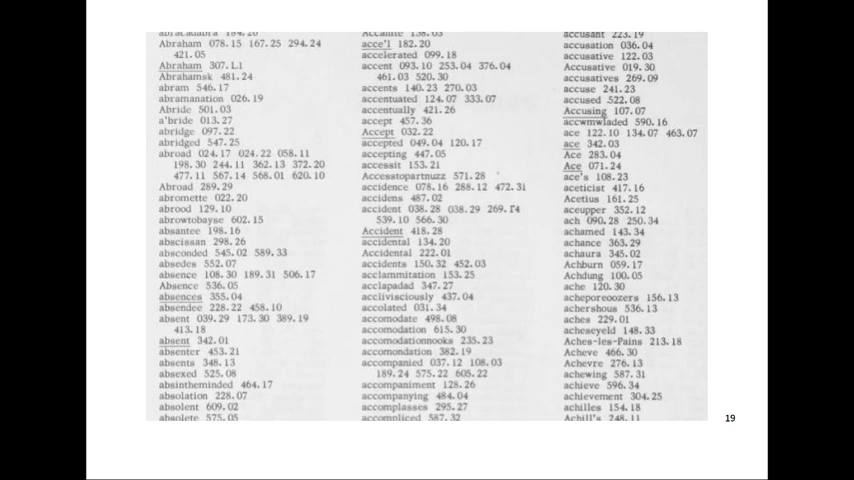 abracadabra 184.20
Abraham 078.15 167.25 294.24
421.05
Abraham 307.L1
Abrahamsk 481.24
abram 546.17
abramanation 026.19
Abride 501.03
a'bride 013.27
abridge 097.22
abridged 547.25
abroad 024.17 024.22 058.11
198.30 244.11 362.13 372.20
477.11 567.14 568.01 620.10
Abroad 289.29
abromette 022.20
abrood 129.10
abrowtobayse 602.15
absantee 198.16
abscissan 298.26
absconded 545.02 589.33
absedes 552.07
absence 108.30 189.31 506.17
Absence 536.05
absences 355.04
absendee 228.22 458.10
absent 039.29 173.30 389.19
413.18
absent 342.01
absenter 453.21
absents 348.13
absexed 525.08
absintheminded 464.17
absolation 228.07
absolent 609.02
absolete 575.05
acce'l 182.20
accelerated 099.18
accent 093.10 253.04 376.04
461.03 520.30
accents 140.23 270.03
accentuated 124.07 333.07
accentually 421.26
accept 457.36
Accept 032.22
accepted 049.04 120.17
accepting 447.05
accessit 153.21
Accesstopartnuzz 571.28
accidence 078.16 288.12 472.31
accidens 487.02
accident 038.28 038.29 269.F4
539.10 566.30
Accident 418.28
accidental 134.20
Accidental 222.01
accidents 150.32 452.03
acclammitation 153.25
acclapadad 347.27
acclivisciously 437.04
accolated 031.34
accomodate 498.08
accomodation 615.30
accomodationnooks 235.23
accomondation 382.19
accompanied 037.12 108.03
189.24 575.22 605.22
accompaniment 128.26
accompanying 484.04
accomplasses 295.27
accompliced 587.32
accusant 223.19
accusation 036.04
accusative 122.03
Accusative 019.30
accusatives 269.09
accuse 241.23
accused 522.08
Accusing 107.07
accwmwladed 590.16
ace 122.10 134.07 463.07
ace 342.03
Ace 283.04
Ace 071.24
ace's 108.23
aceticist 417.16
Acetius 161.25
aceupper 352.12
ach 090.28 250.34
achamed 143.34
achance 363.29
achaura 345.02
Achburn 059.17
Achdung 100.05
ache 120.30
acheporeoozers 156.13
achershous 536.13
aches 229.01
acheseyeld 148.33
Aches-les-Pains 213.18
Acheve 466.30
Achevre 276.13
achewing 587.31
achieve 596.34
achievement 304.25
achilles 154.18
Achill's 248.11
19